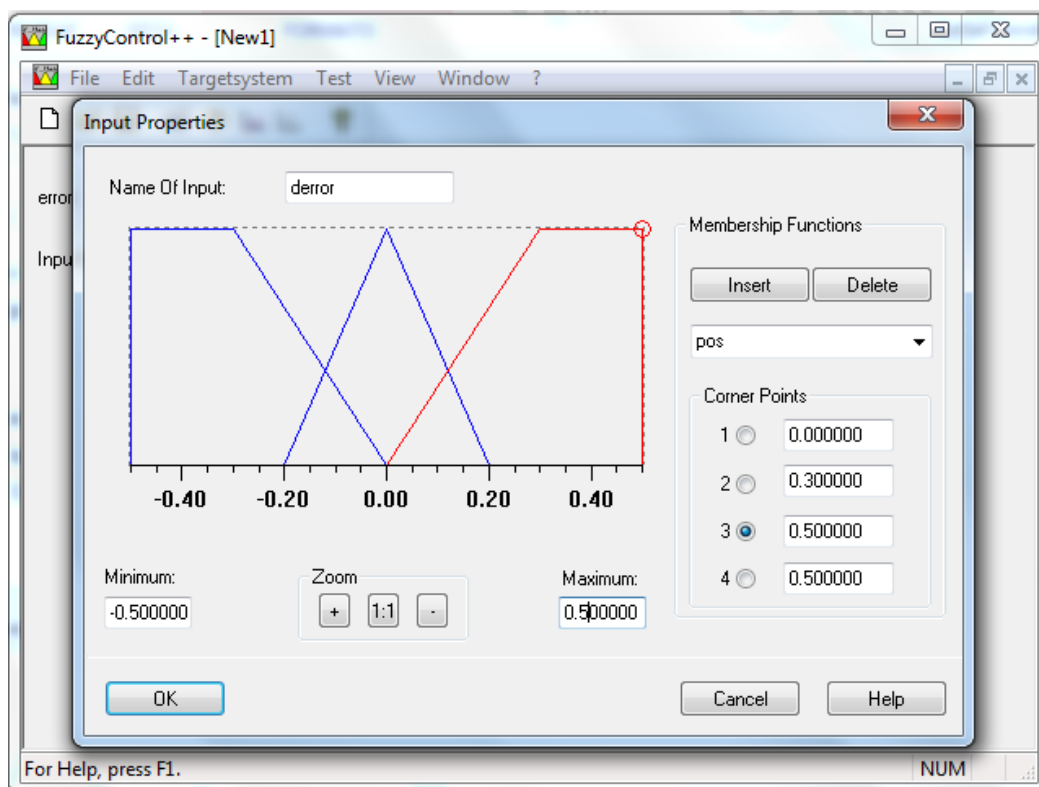 FuzzyControl++ - [New1]
File Edit Targetsystem Test View Window ?
Input Properties
Name Of Input: derror
error
Inpu
Membership Functions
Insert Delete
pos
Corner Points
1 0.000000
2 0.300000
3 0.500000
4 0.500000
-0.40 -0.20 0.00 0.20 0.40
Minimum: Zoom Maximum:
-0.500000 + 1:1 - 0.500000
OK Cancel Help
For Help, press F1. NUM